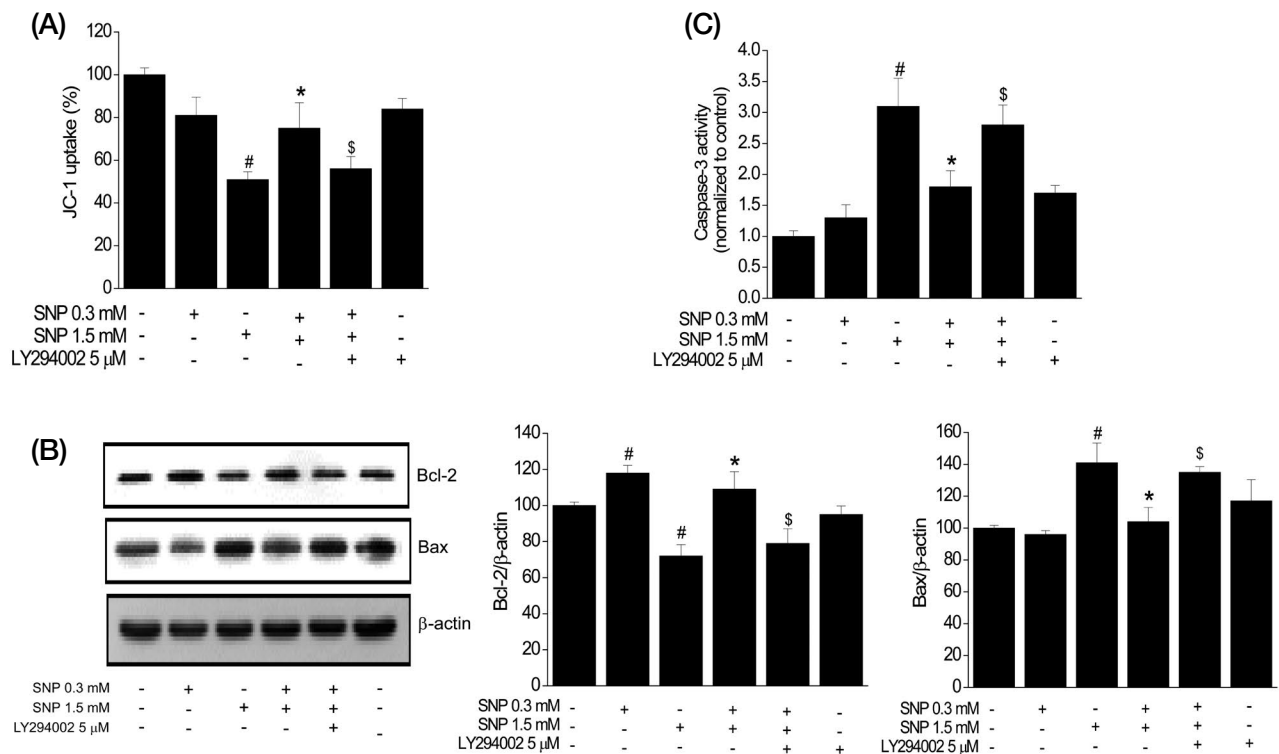 (A)
120
100
80
60
40
20
0
JC-1 uptake (%)
#
*
$
SNP 0.3 mM - + - + + -
SNP 1.5 mM - - + + + -
LY294002 5 μM - - - - + +
(C)
4.0
3.5
3.0
2.5
2.0
1.5
1.0
0.5
0.0
Caspase-3 activity
(normalized to control)
#
*
$
SNP 0.3 mM - + - + + -
SNP 1.5 mM - - + + + -
LY294002 5 μM - - - - + +
(B)
Bcl-2
Bax
β-actin
SNP 0.3 mM - + - + + -
SNP 1.5 mM - - + + + -
LY294002 5 μM - - - - +
140
120
100
80
60
40
20
0
Bcl-2/β-actin
#
#
*
$
SNP 0.3 mM - + - + + -
SNP 1.5 mM - - + + + -
LY294002 5 μM - - - - + +
160
140
120
100
80
60
40
20
0
Bax/β-actin
#
*
$
SNP 0.3 mM - + - + + -
SNP 1.5 mM - - + + + -
LY294002 5 μM - - - - + +